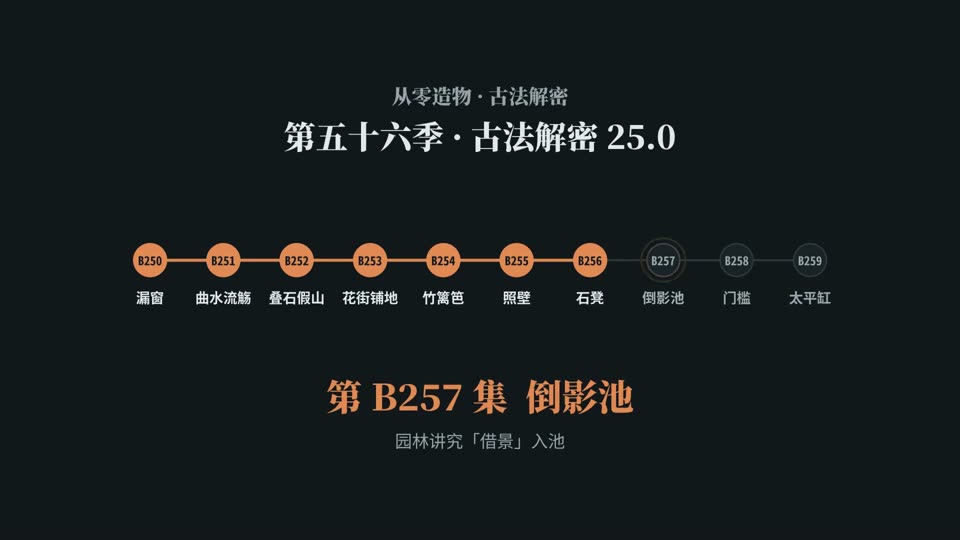 从零造物 · 古法解密
第五十六季 · 古法解密 25.0
B250 B251 B252 B253 B254 B255 B256 B257 B258 B259
漏窗 曲水流觞 叠石假山 花街铺地 竹篱笆 照壁 石凳 倒影池 门槛 太平缸
第 B257 集 倒影池
园林讲究「借景」入池